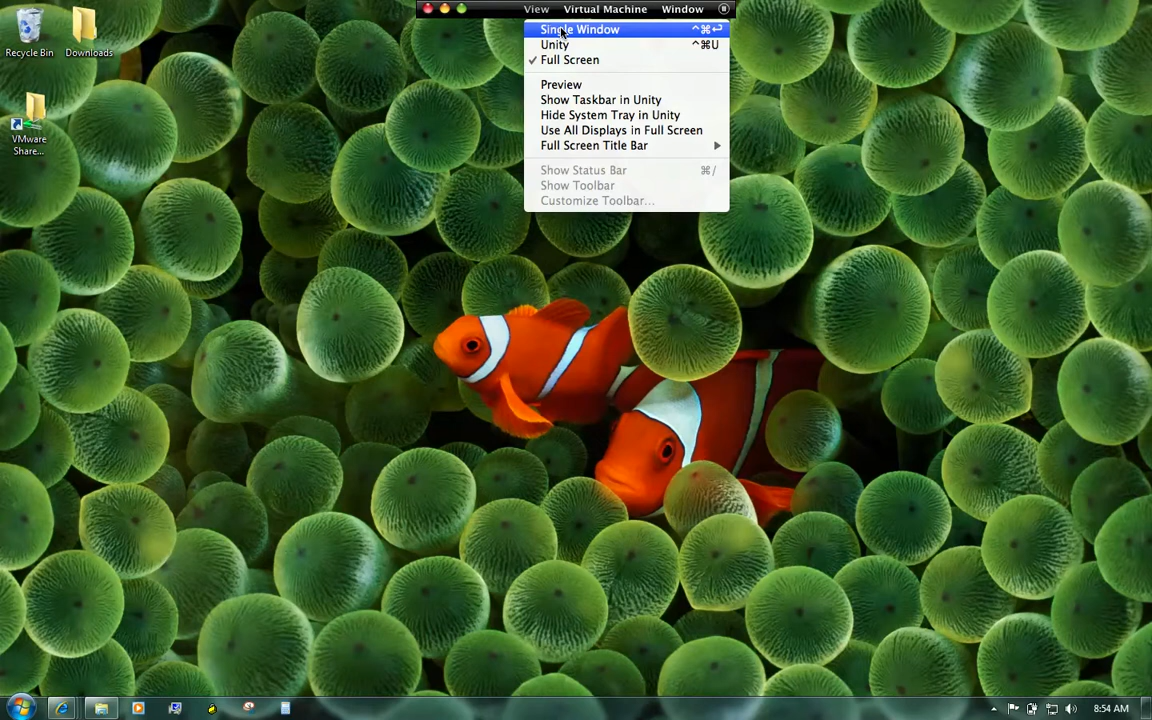 View Virtual Machine Window
Single Window ^⌘↩
Unity ^⌘U
✓ Full Screen
Preview
Show Taskbar in Unity
Hide System Tray in Unity
Use All Displays in Full Screen
Full Screen Title Bar
Show Status Bar ⌘/
Show Toolbar
Customize Toolbar...
Recycle Bin
Downloads
VMware
Share...
8:54 AM